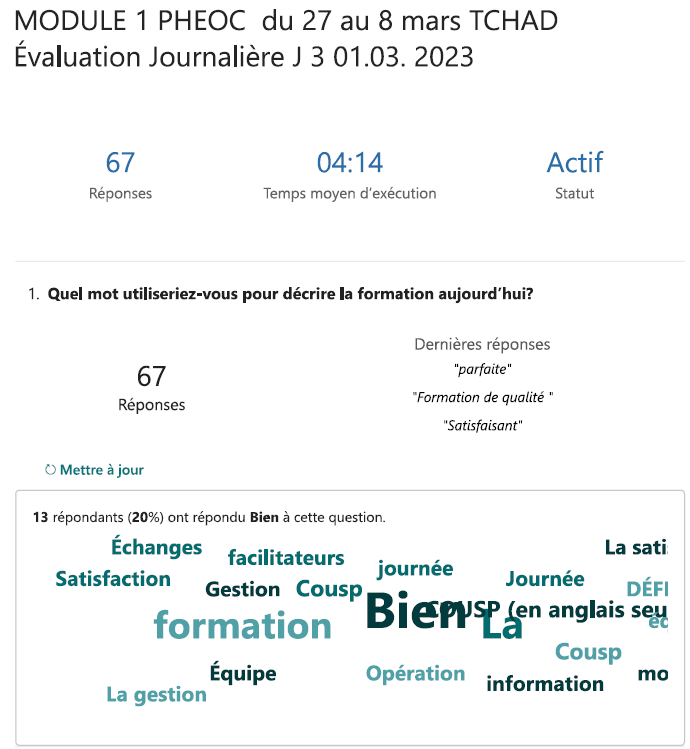 MODULE 1 PHEOC du 27 au 8 mars TCHAD
Évaluation Journalière J 3 01.03. 2023
67
Réponses
04:14
Temps moyen d'exécution
Actif
Statut
1. Quel mot utiliseriez-vous pour décrire la formation aujourd'hui?
67
Réponses
Dernières réponses
"parfaite"
"Formation de qualité "
"Satisfaisant"
Mettre à jour
13 répondants (20%) ont répondu Bien à cette question.
Échanges
facilitateurs
journée
La sati
Satisfaction
Gestion
Cousp
Journée
DÉFI
formation
Bien
COUSP (en anglais seu
La
Cousp
Équipe
Opération
information
mo
La gestion